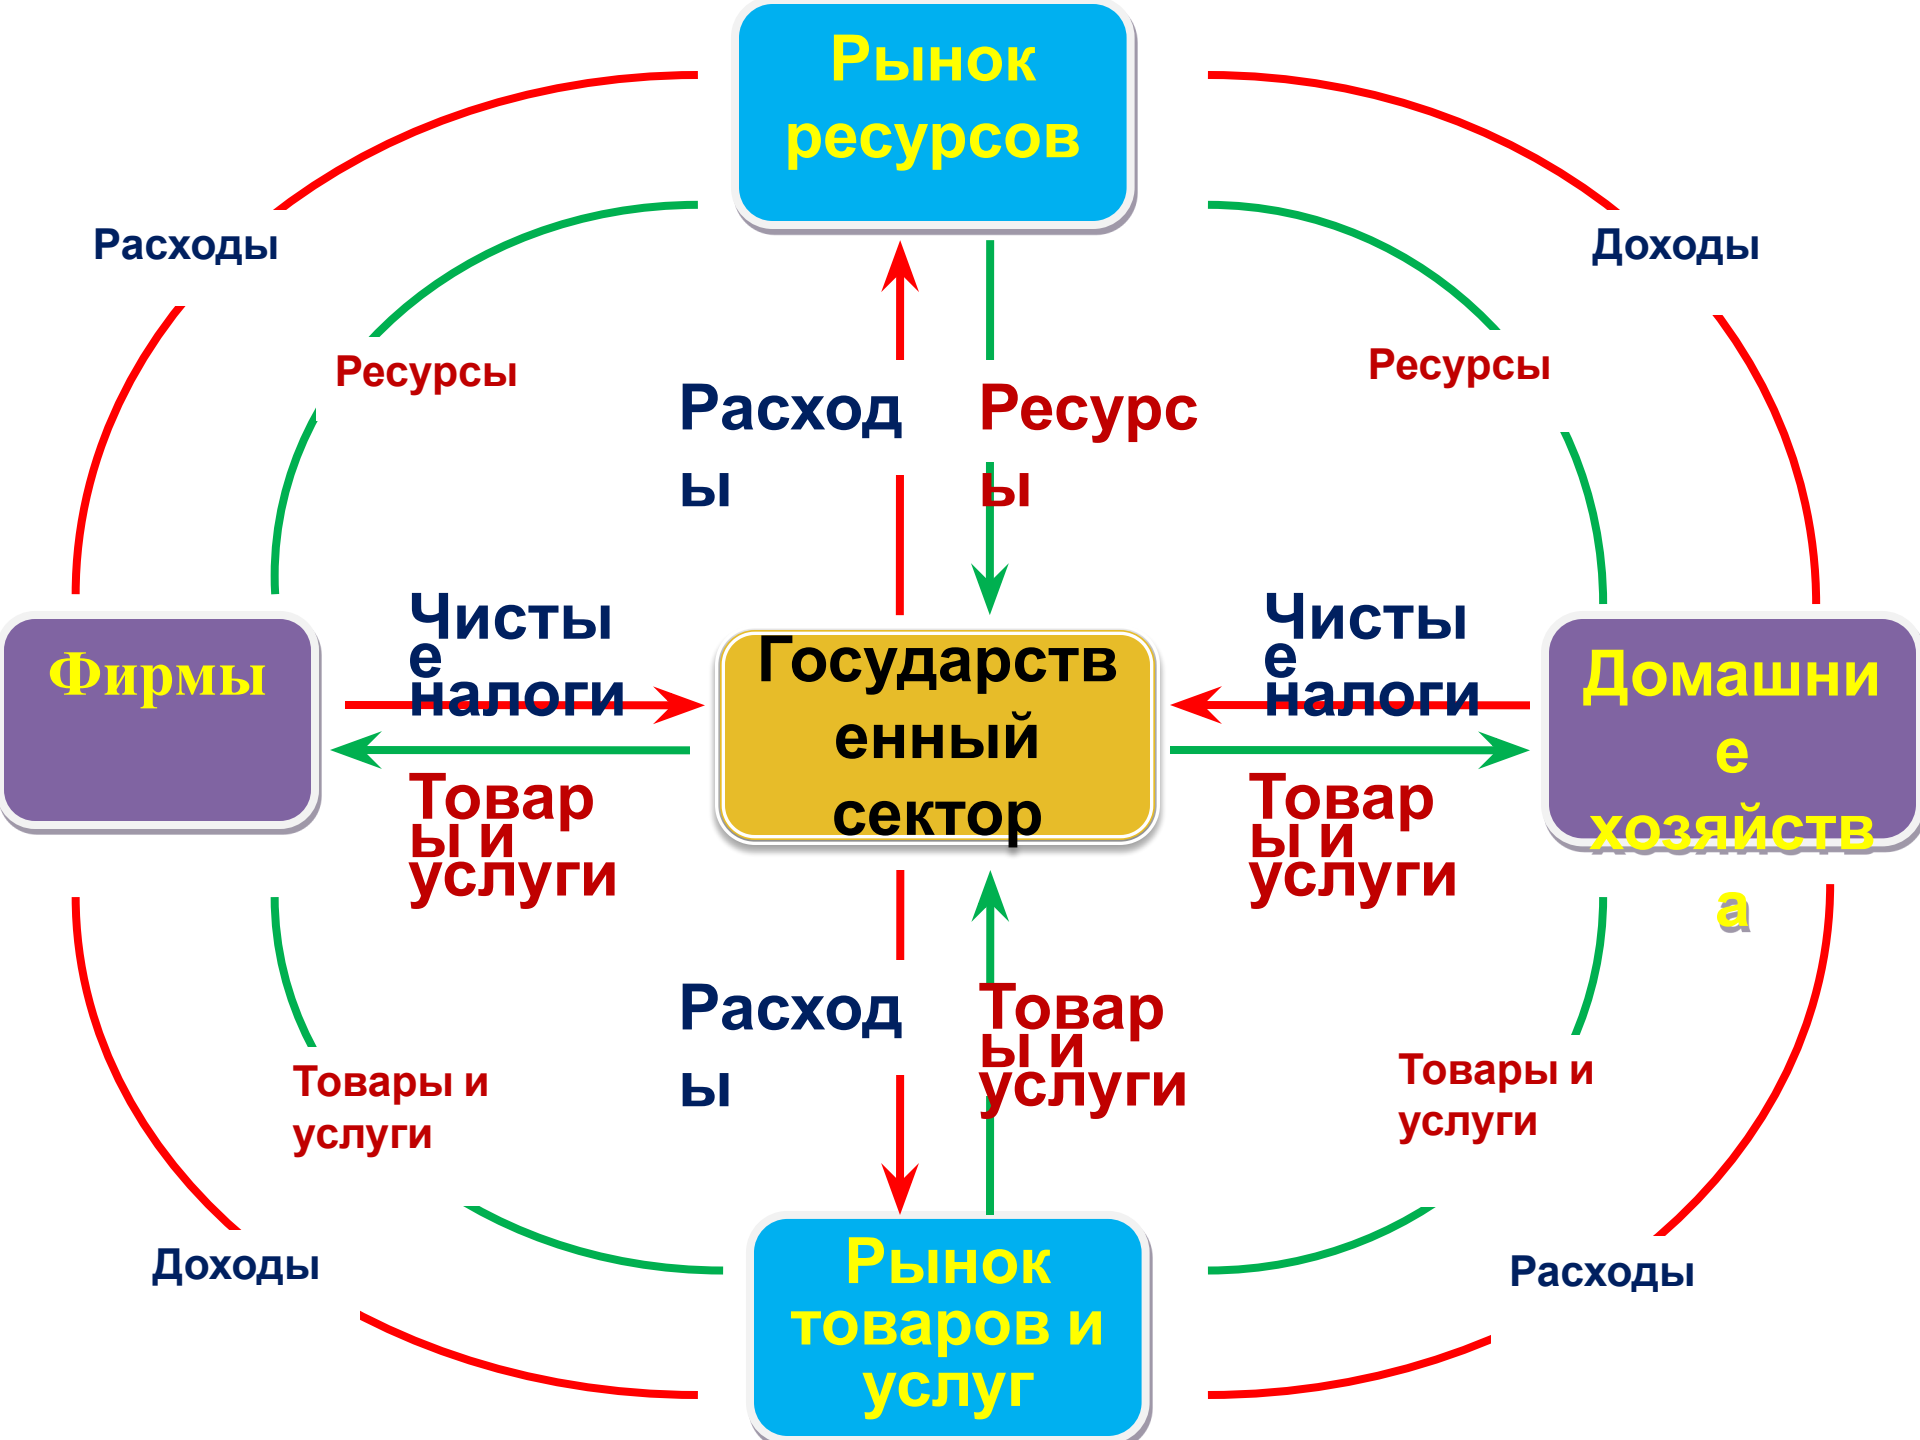 Рынок
ресурсов
Расходы
Доходы
Ресурсы
Ресурсы
Расход
ы
Ресурс
ы
Чисты
е
налоги
Чисты
е
налоги
Фирмы
Государств
енный
сектор
Домашни
е
хозяйств
а
Товар
ы и
услуги
Товар
ы и
услуги
Расход
ы
Товар
ы и
услуги
Товары и
услуги
Товары и
услуги
Доходы
Расходы
Рынок
товаров и
услуг